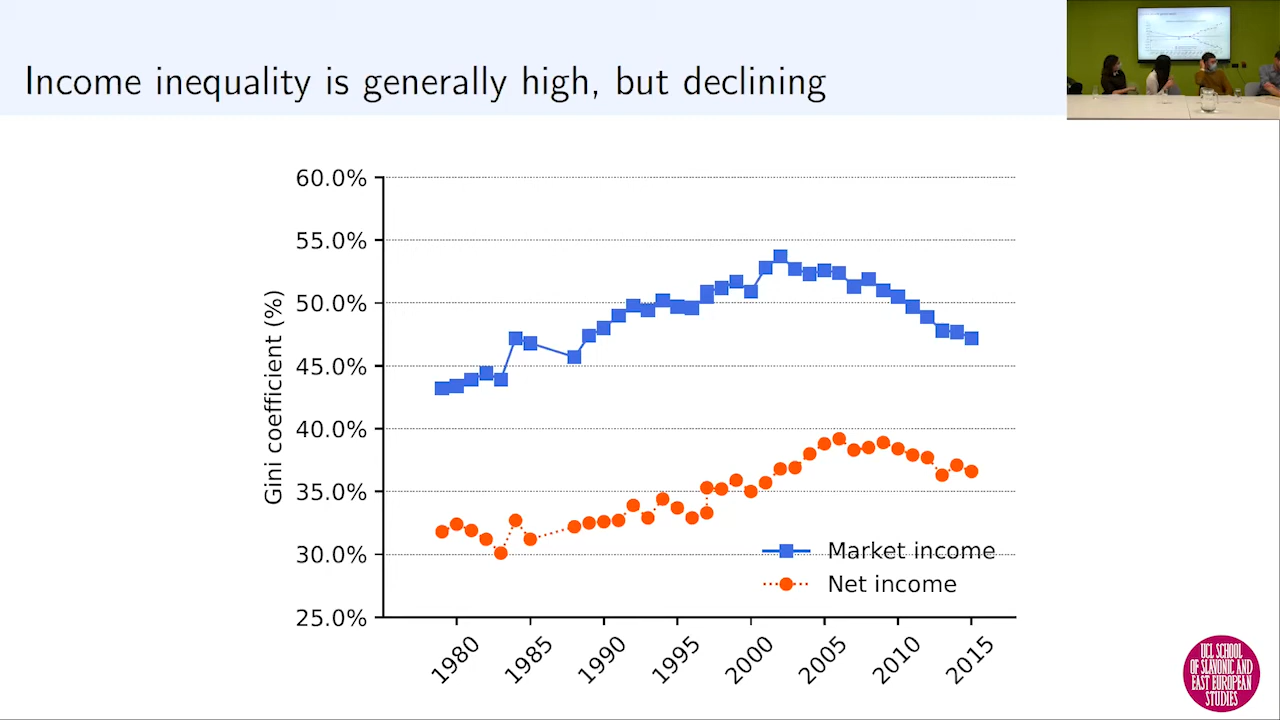 Income inequality is generally high, but declining
60.0%
55.0%
50.0%
45.0%
40.0%
35.0%
30.0%
25.0%
Gini coefficient (%)
Market income
Net income
1980 1985 1990 1995 2000 2005 2010 2015
UCL SCHOOL
OF SLAVONIC AND
EAST EUROPEAN
STUDIES